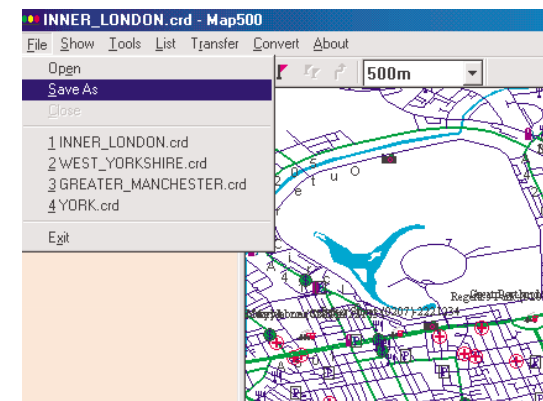 INNER_LONDON.crd - Map500
File Show Tools List Transfer Convert About
500m
Open
Save As
Close
1 INNER_LONDON.crd
2 WEST_YORKSHIRE.crd
3 GREATER_MANCHESTER.crd
4 YORK.crd
Exit